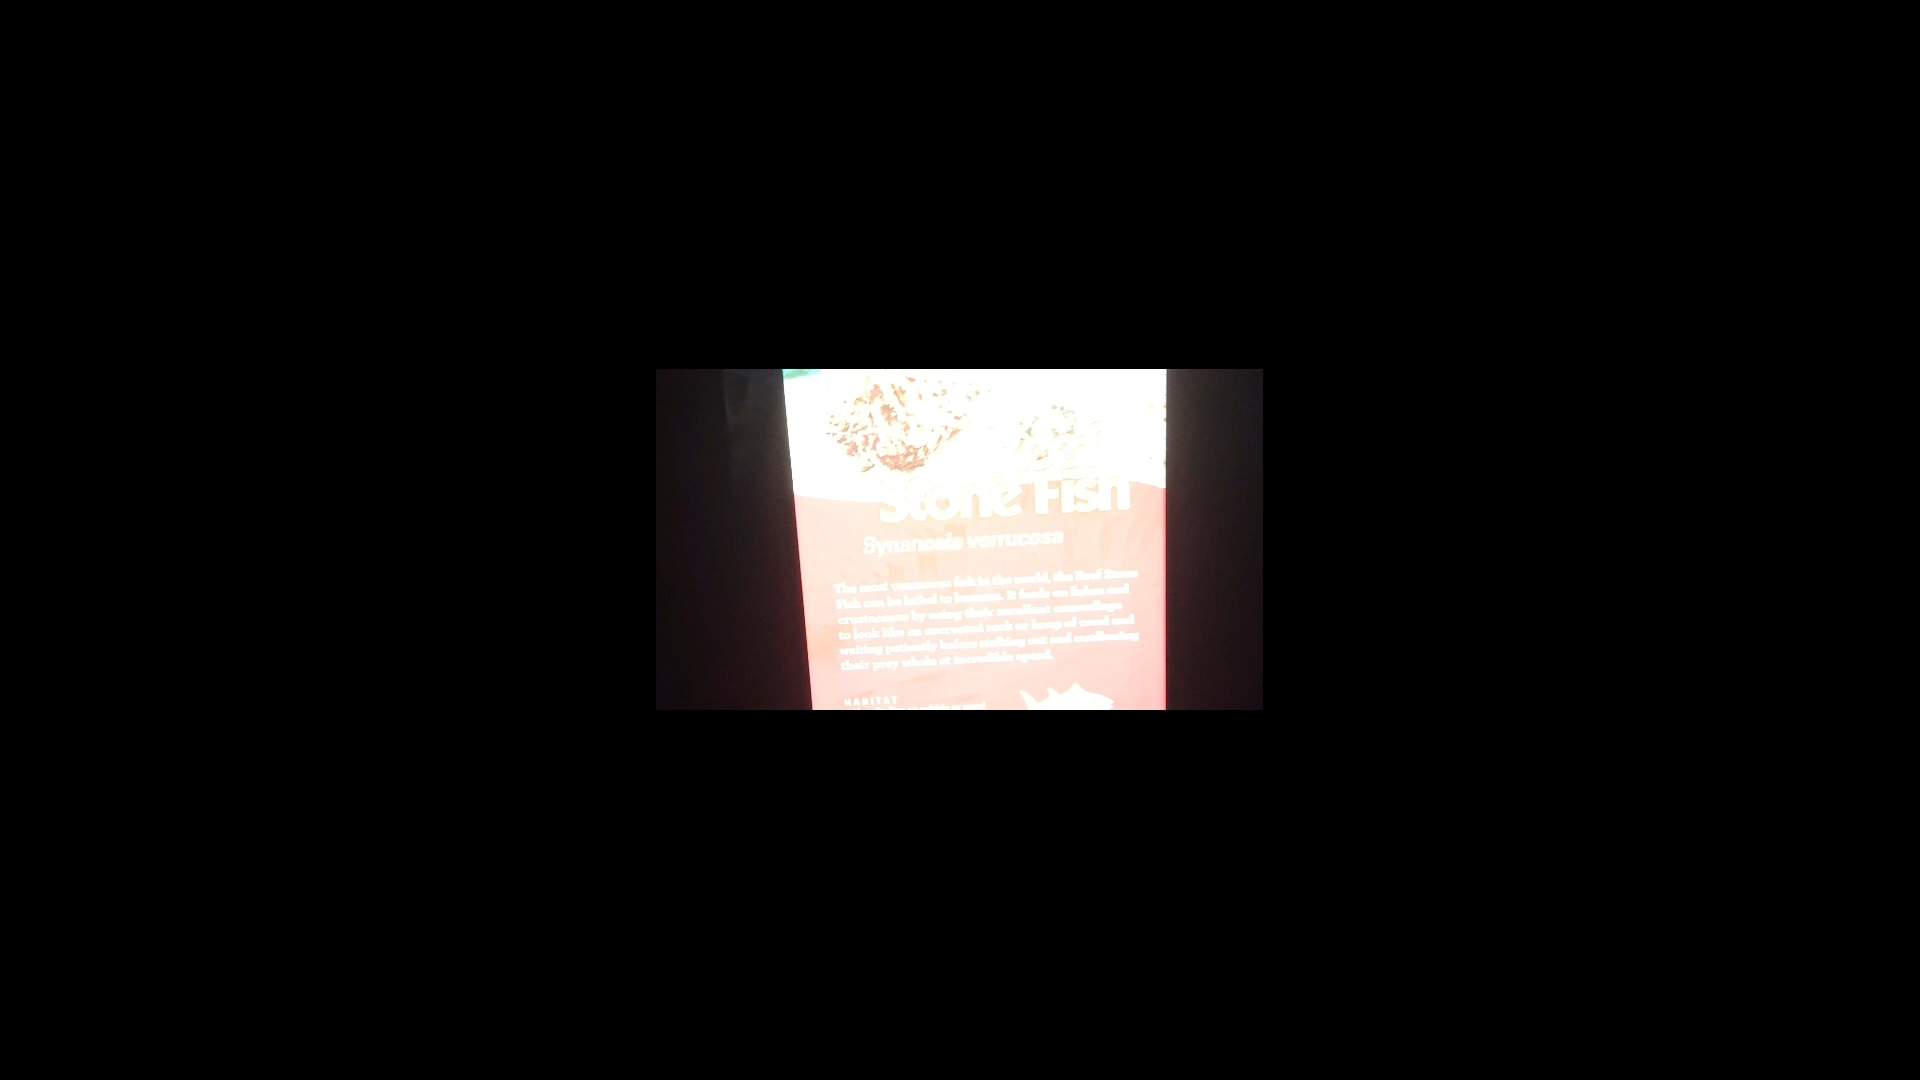 Stone Fish
Synanceia verrucosa
The most venomous fish in the world, the Reef Stone
Fish can be lethal to humans. It feeds on fishes and
crustaceans by using their excellent camouflage
to look like an encrusted rock or lump of coral and
waiting patiently before striking out and swallowing
their prey whole at incredible speed.
HABITAT